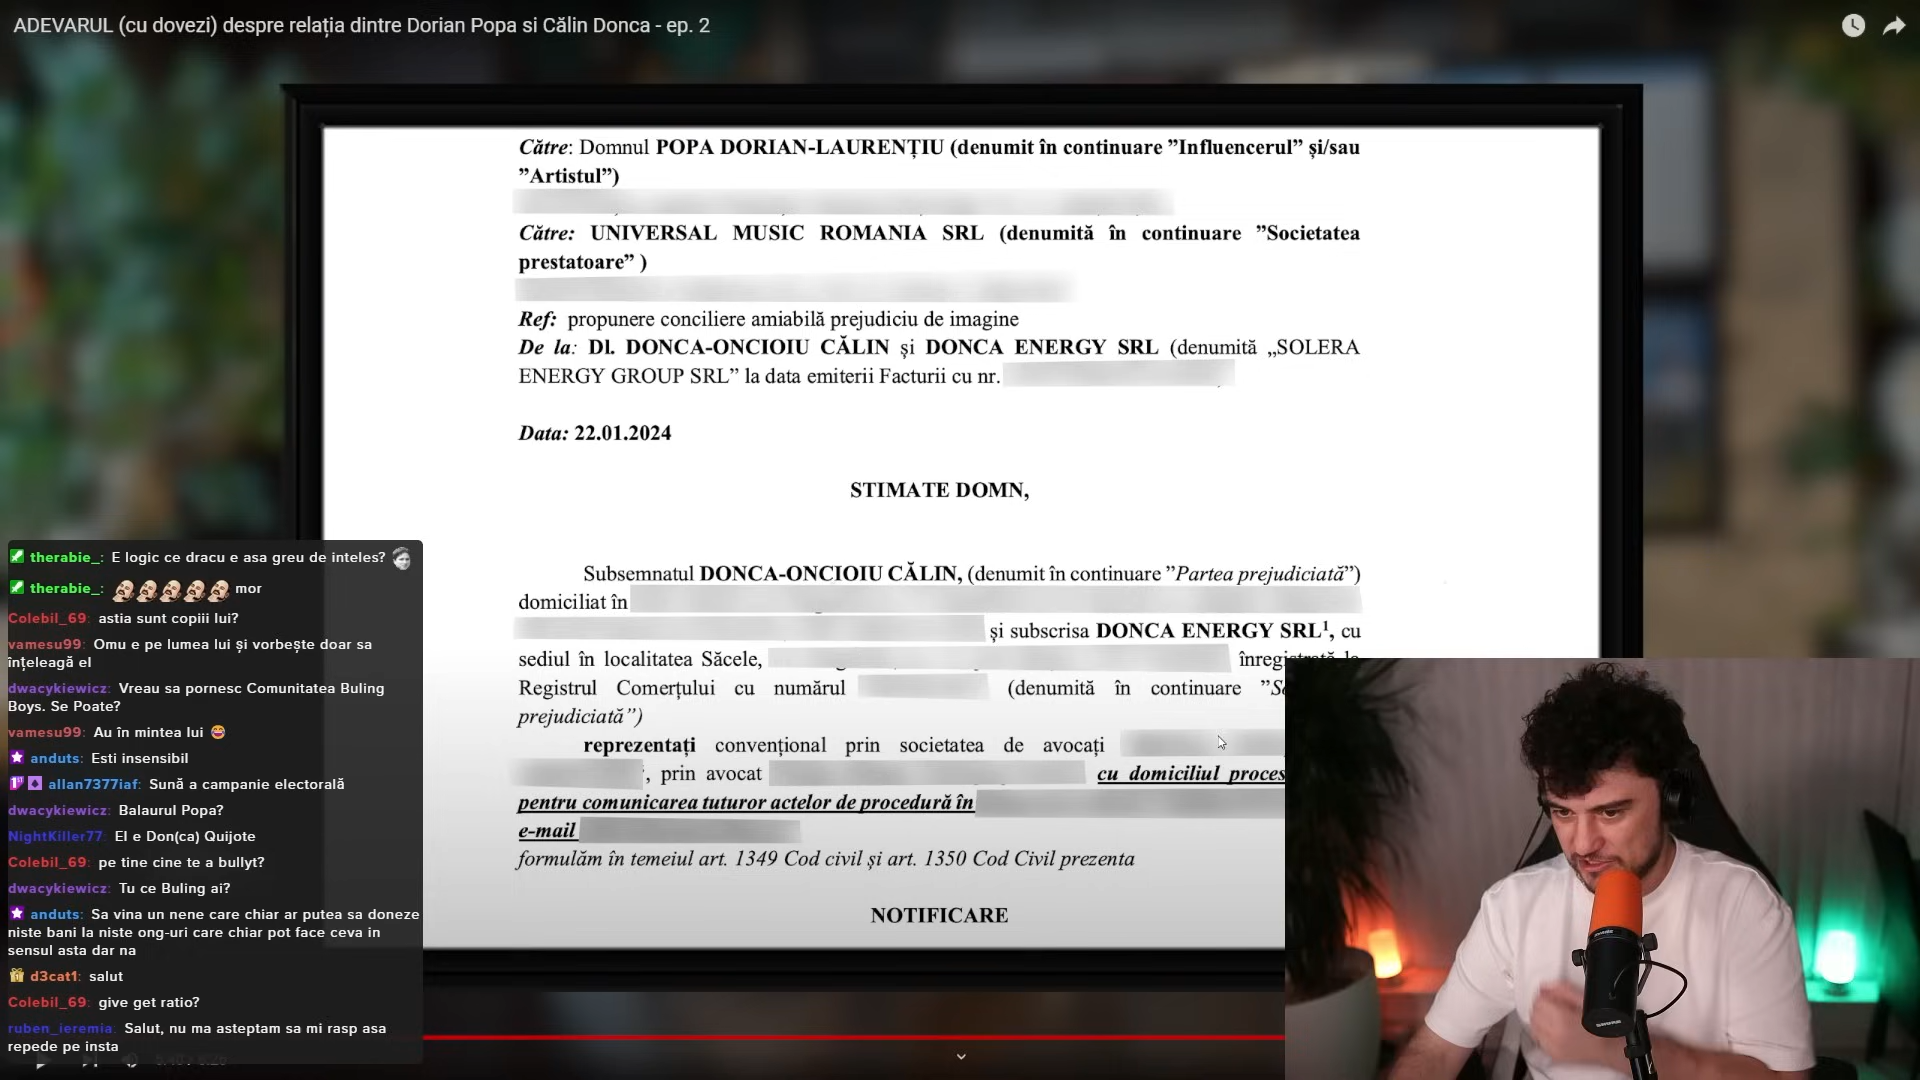 ADEVARUL (cu dovezi) despre relația dintre Dorian Popa si Călin Donca - ep. 2
Către: Domnul POPA DORIAN-LAURENȚIU (denumit în continuare ”Influencerul” și/sau
”Artistul”)
Către: UNIVERSAL MUSIC ROMANIA SRL (denumită în continuare ”Societatea
prestatoare” )
Ref: propunere conciliere amiabilă prejudiciu de imagine
De la: Dl. DONCA-ONCIOIU CĂLIN și DONCA ENERGY SRL (denumită „SOLERA
ENERGY GROUP SRL” la data emiterii Facturii cu nr.
Data: 22.01.2024
STIMATE DOMN,
Subsemnatul DONCA-ONCIOIU CĂLIN, (denumit în continuare ”Partea prejudiciată”)
domiciliat în
și subscrisa DONCA ENERGY SRL¹, cu
sediul în localitatea Săcele,
Registrul Comerțului cu numărul (denumită în continuare
prejudiciată”)
reprezentați convențional prin societatea de avocați
, prin avocat cu domiciliul
pentru comunicarea tuturor actelor de procedură în
e-mail
formulăm în temeiul art. 1349 Cod civil și art. 1350 Cod Civil prezenta
NOTIFICARE
therabie_: E logic ce dracu e asa greu de inteles?
therabie_: mor
Colebil_69: astia sunt copiii lui?
vamesu99: Omu e pe lumea lui și vorbește doar sa
înțeleagă el
dwacykiewicz: Vreau sa pornesc Comunitatea Buling
Boys. Se Poate?
vamesu99: Au în mintea lui
anduts: Esti insensibil
allan7377iaf: Sună a campanie electorală
dwacykiewicz: Balaurul Popa?
NightKiller77: El e Don(ca) Quijote
Colebil_69: pe tine cine te a bullyt?
dwacykiewicz: Tu ce Buling ai?
anduts: Sa vina un nene care chiar ar putea sa doneze
niste bani la niste ong-uri care chiar pot face ceva in
sensul asta dar na
d3cat1: salut
Colebil_69: give get ratio?
ruben_ieremia: Salut, nu ma asteptam sa mi rasp asa
repede pe insta